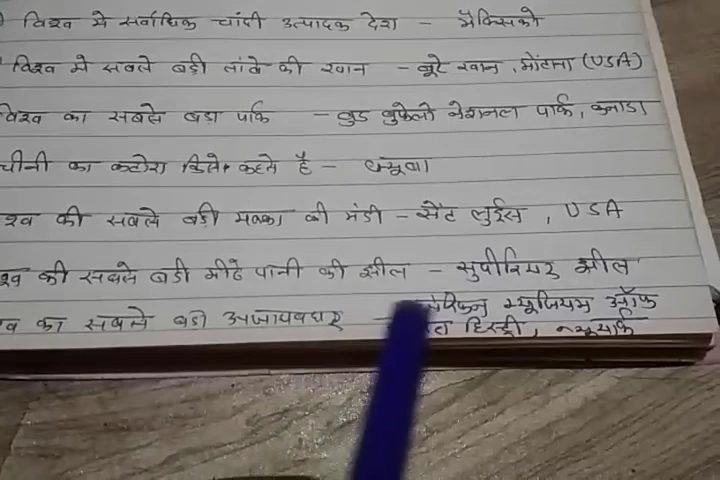 विश्व मे सर्वाधिक चांदी उत्पादक देश - मैक्सिको
विश्व मे सबसे बड़ी तांबे की खान - बूटे खान, मोंटाना (USA)
विश्व का सबसे बड़ा पार्क - वुड बुफेलो नेशनल पार्क, कनाडा
चीनी का कटोरा किसे कहते है - क्यूबा
श्व की सबसे बड़ी मक्का की मंडी - सेंट लुईस, USA
श्व की सबसे बड़ी मीठे पानी की झील - सुपीरियर झील
व का सबसे बड़ा अजायबघर - म्यूजियम ऑफ
हिस्ट्री, न्यूयार्क